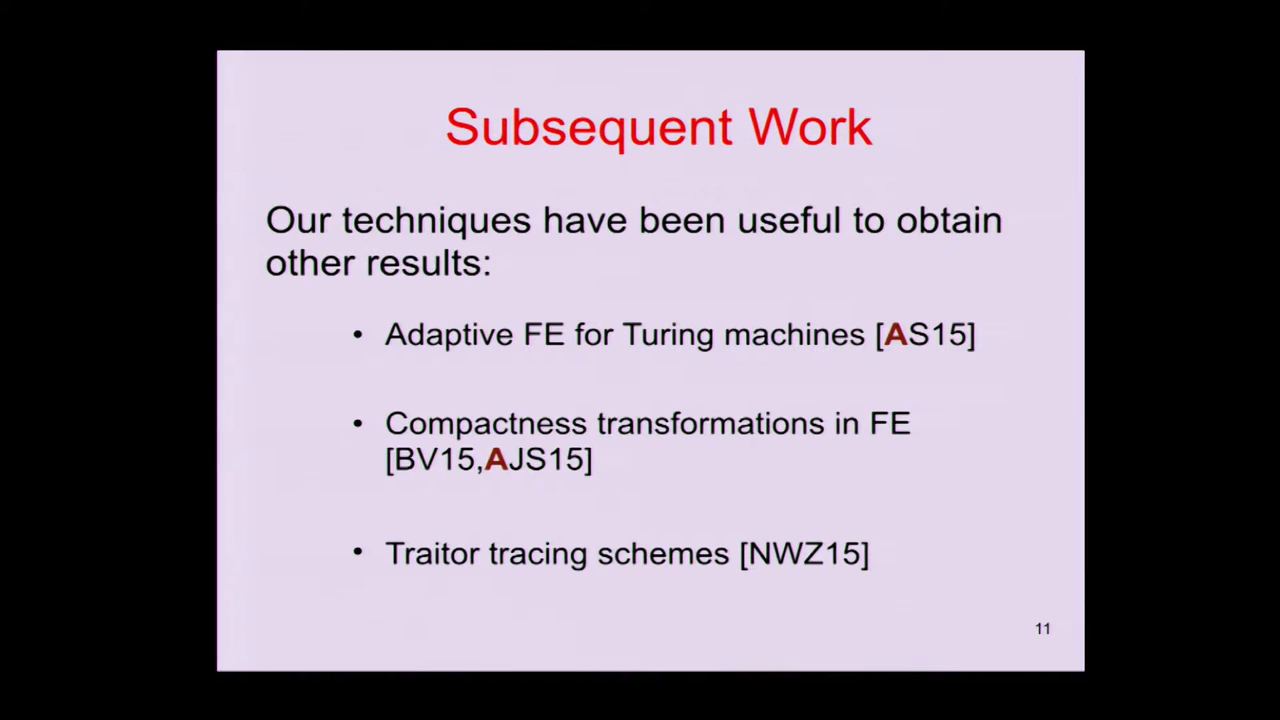 Subsequent Work
Our techniques have been useful to obtain
other results:
• Adaptive FE for Turing machines [AS15]
• Compactness transformations in FE
[BV15,AJS15]
• Traitor tracing schemes [NWZ15]
11